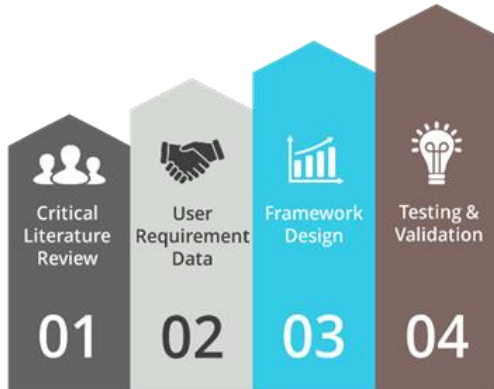 Critical
Literature
Review
01
User
Requirement
Data
02
Framework
Design
03
Testing &
Validation
04